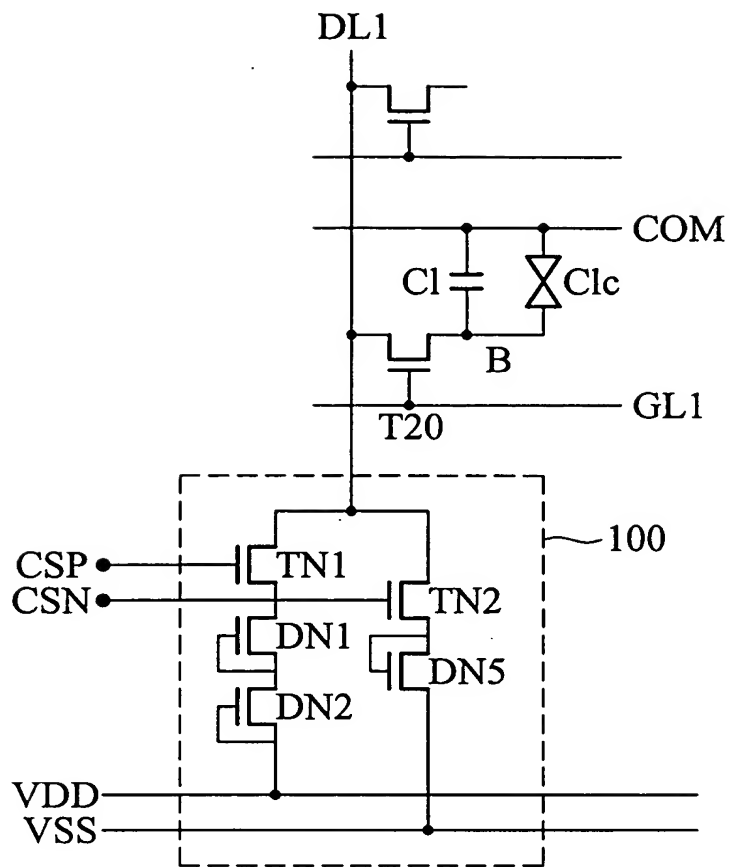 DL1
COM
Cl
Clc
B
GL1
T20
100
CSP
TN1
CSN
TN2
DN1
DN5
DN2
VDD
VSS